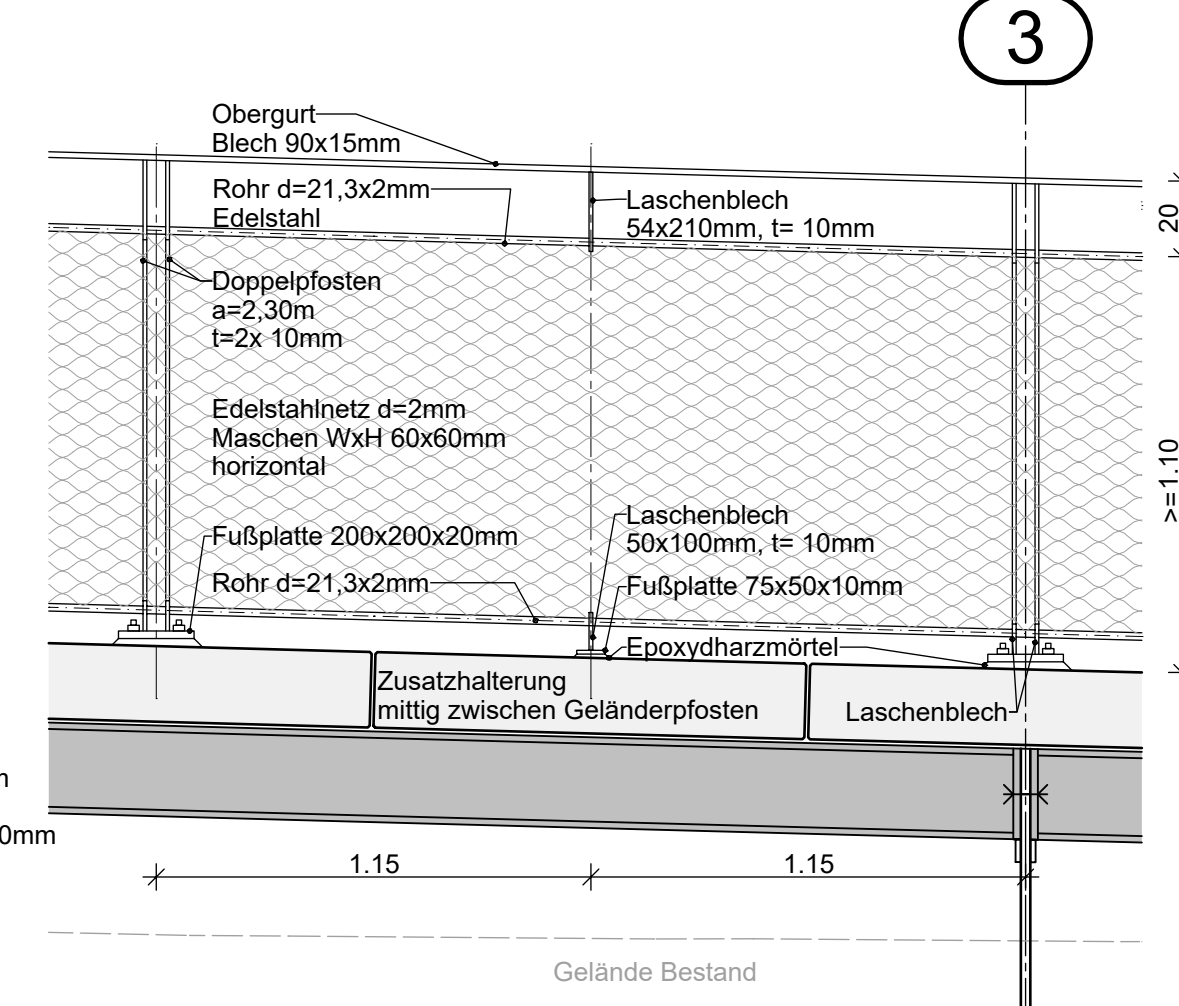 3
Obergurt
Blech 90x15mm
Rohr d=21,3x2mm
Edelstahl
Laschenblech
54x210mm, t= 10mm
20
Doppelpfosten
a=2,30m
t=2x 10mm
Edelstahlnetz d=2mm
Maschen WxH 60x60mm
horizontal
>=1.10
Laschenblech
50x100mm, t= 10mm
Fußplatte 200x200x20mm
Rohr d=21,3x2mm
Fußplatte 75x50x10mm
Epoxydharzmörtel
Zusatzhalterung
mittig zwischen Geländerpfosten
Laschenblech
0mm
1.15
1.15
Gelände Bestand